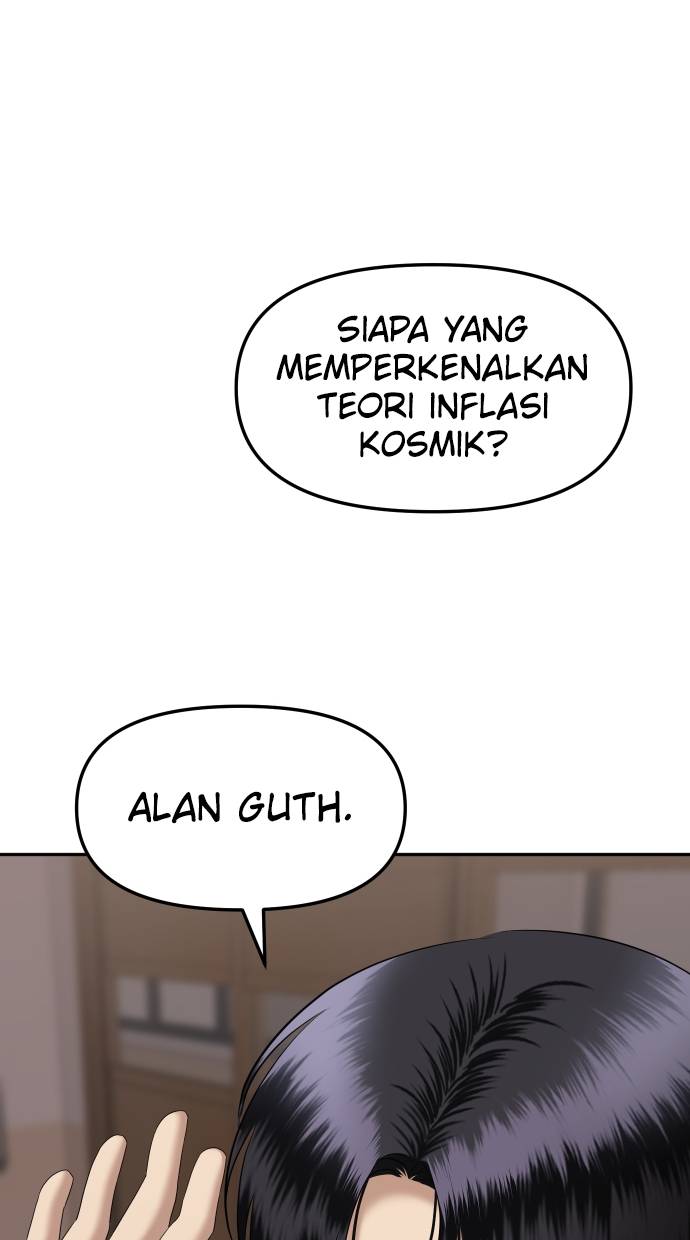 SIAPA YANG
MEMPERKENALKAN
TEORI INFLASI
KOSMIK?
ALAN GUTH.